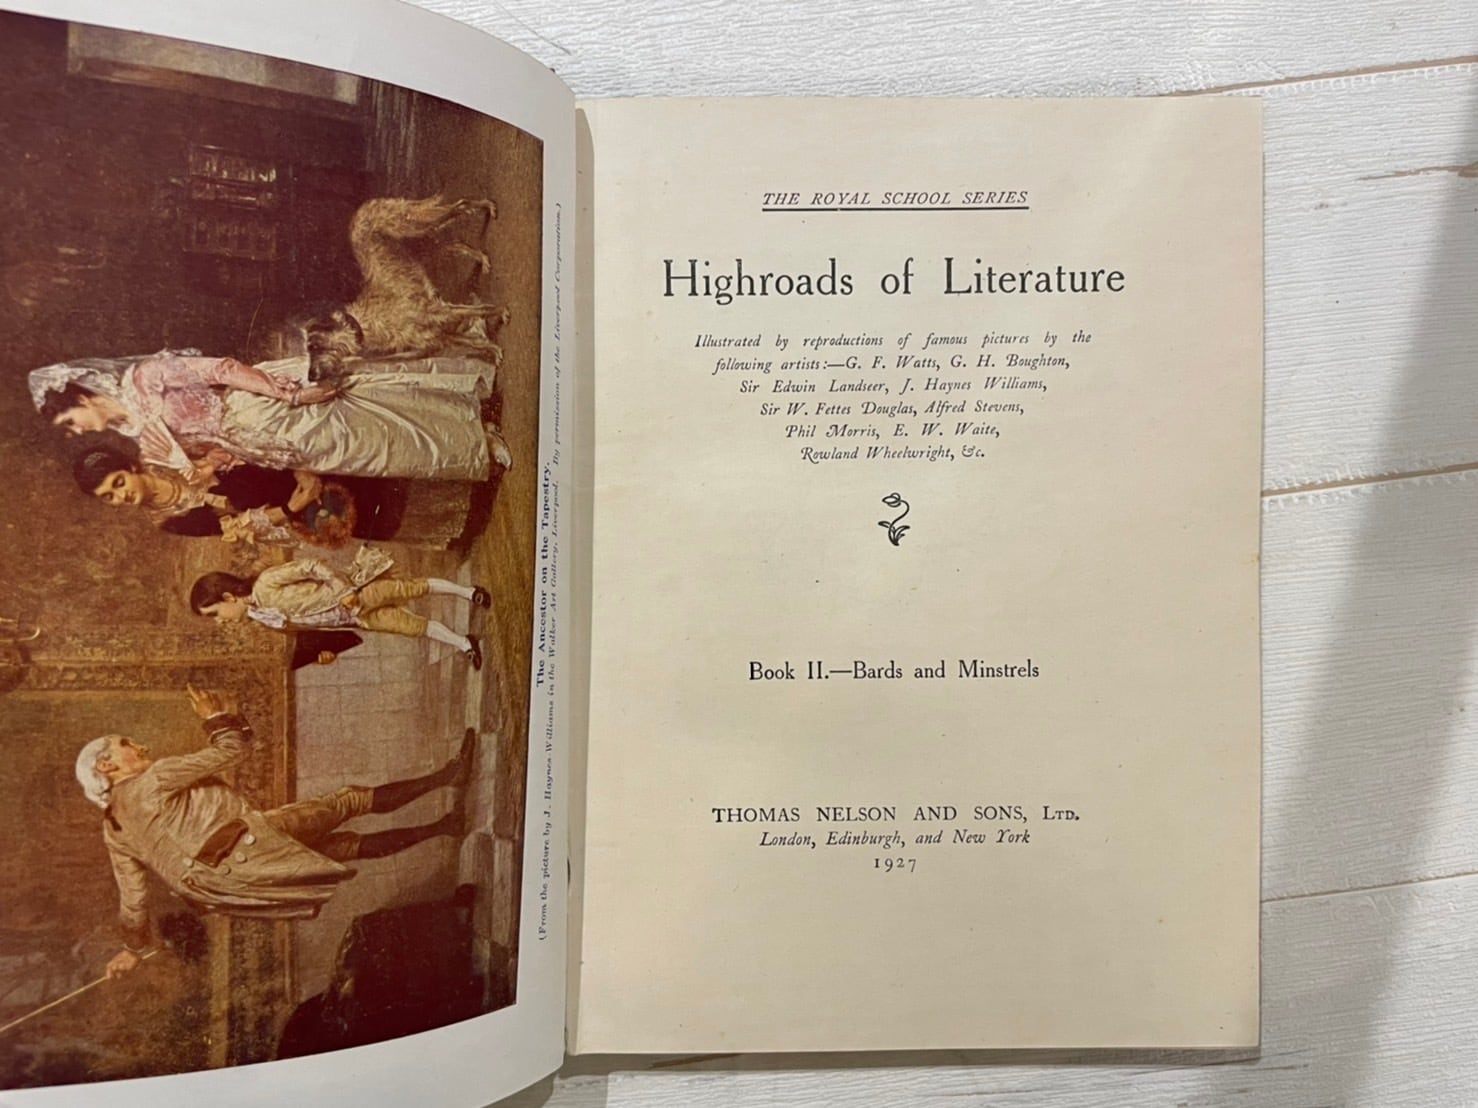 The Ancestor on the Tapestry.
(From the picture by J. Haynes-Williams in the Walker Art Gallery, Liverpool. By permission of the Liverpool Corporation.)
THE ROYAL SCHOOL SERIES
Highroads of Literature
Illustrated by reproductions of famous pictures by the
following artists:—G. F. Watts, G. H. Boughton,
Sir Edwin Landseer, J. Haynes Williams,
Sir W. Fettes Douglas, Alfred Stevens,
Phil Morris, E. W. Waite,
Rowland Wheelwright, &c.
Book II.—Bards and Minstrels
THOMAS NELSON AND SONS, LTD.
London, Edinburgh, and New York
1927